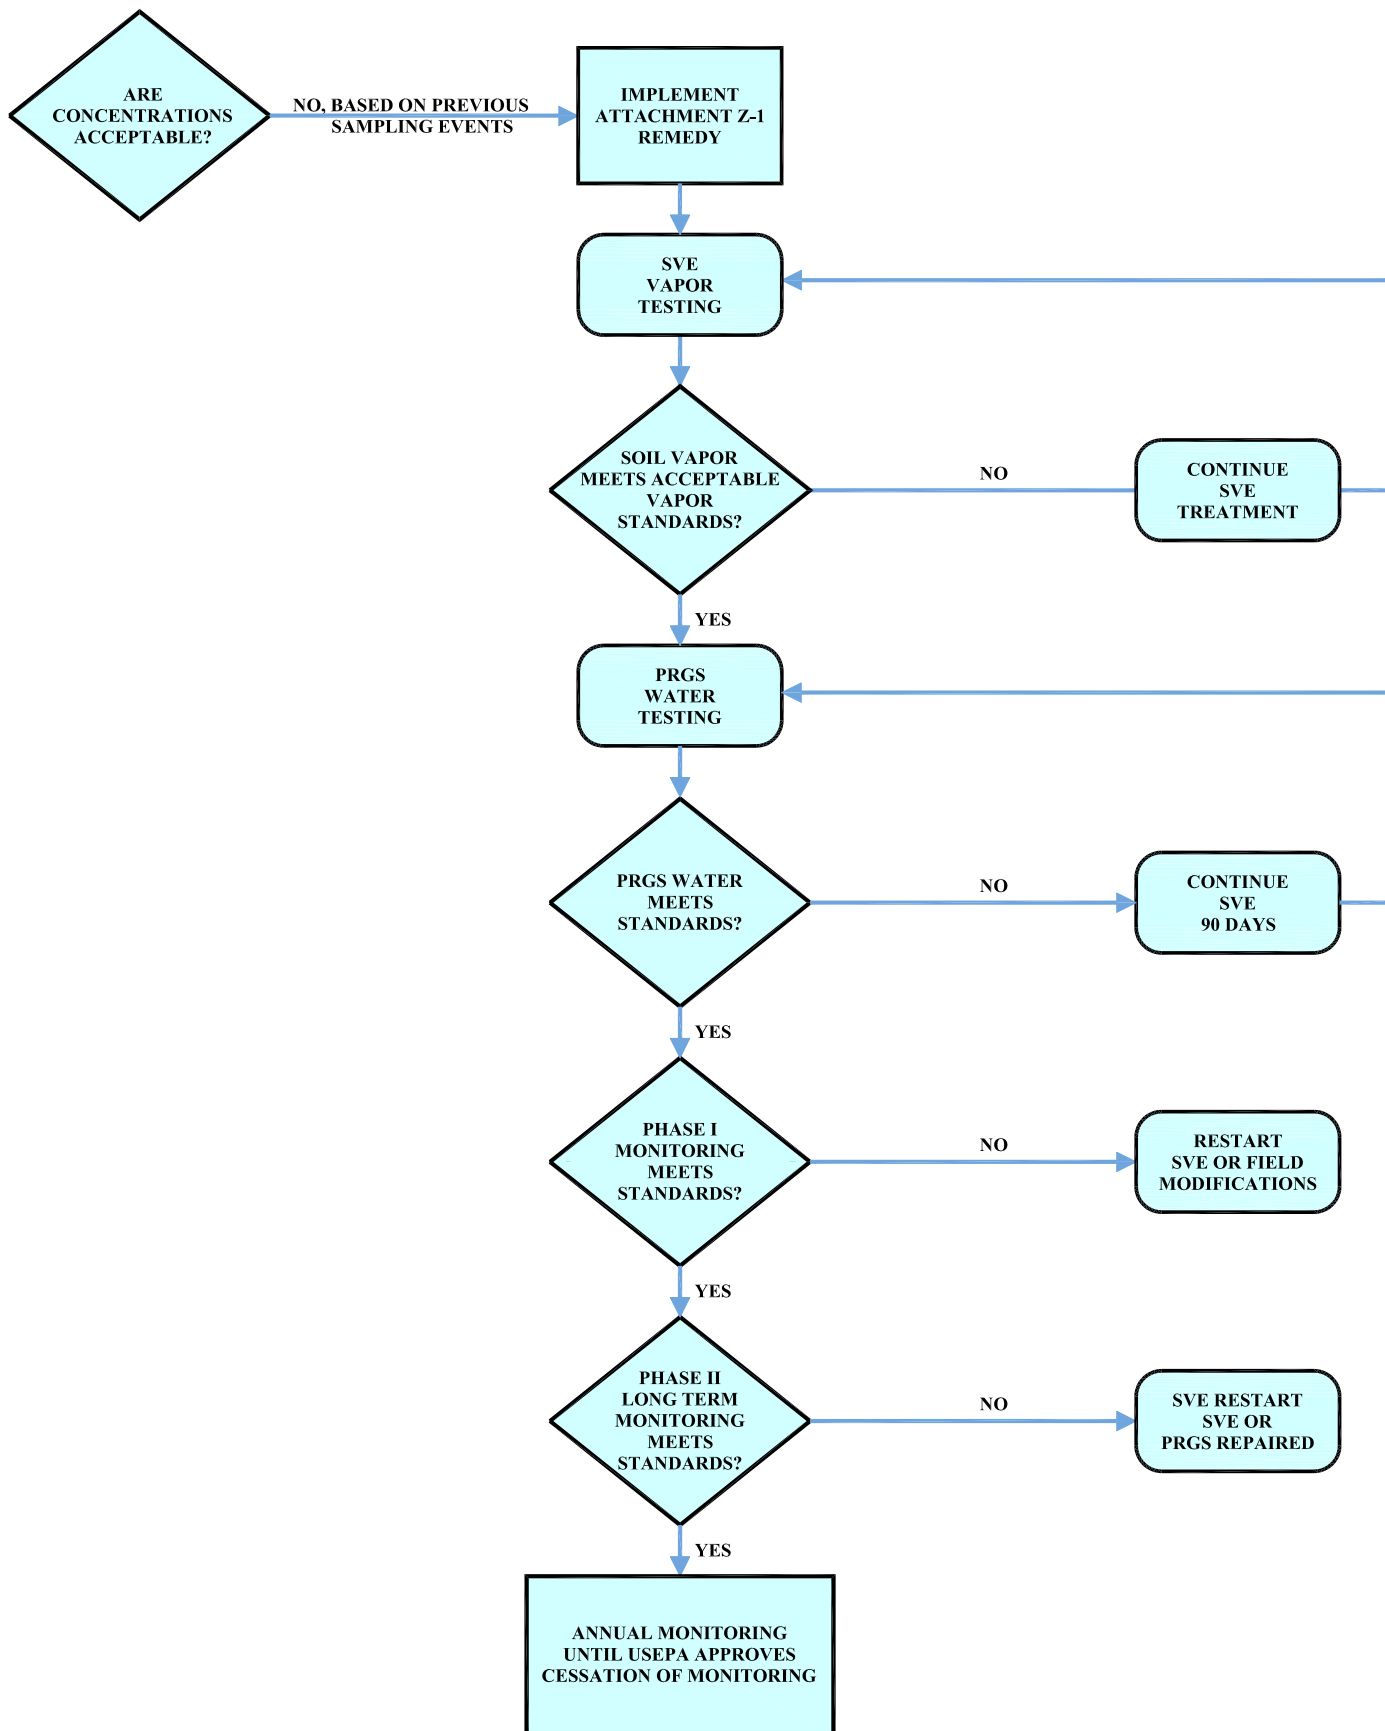 ARE
CONCENTRATIONS
ACCEPTABLE?
NO, BASED ON PREVIOUS
SAMPLING EVENTS
IMPLEMENT
ATTACHMENT Z-1
REMEDY
SVE
VAPOR
TESTING
SOIL VAPOR
MEETS ACCEPTABLE
VAPOR
STANDARDS?
NO
CONTINUE
SVE
TREATMENT
YES
PRGS
WATER
TESTING
PRGS WATER
MEETS
STANDARDS?
NO
CONTINUE
SVE
90 DAYS
YES
PHASE I
MONITORING
MEETS
STANDARDS?
NO
RESTART
SVE OR FIELD
MODIFICATIONS
YES
PHASE II
LONG TERM
MONITORING
MEETS
STANDARDS?
NO
SVE RESTART
SVE OR
PRGS REPAIRED
YES
ANNUAL MONITORING
UNTIL USEPA APPROVES
CESSATION OF MONITORING